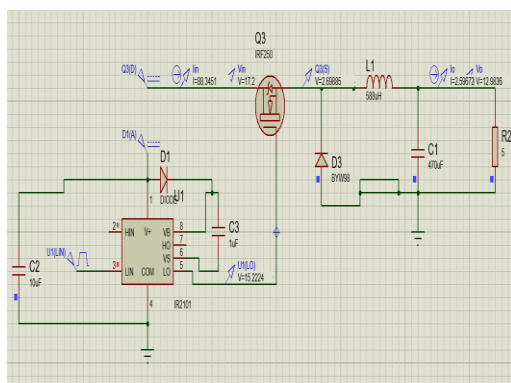 Q3
IRF250
Q3(D)
Iin
I=88.3451
Vin
V=17.2
Q3(S)
V=2.69885
L1
588uH
Io
I=2.59672
Vo
V=12.9836
D1(A)
D1
DIODE
U1
D3
BYW98
C1
470uF
R2
5
1
2
HIN
V+
VB
8
HO
7
VS
6
3
LIN
COM
LO
5
4
IR2101
C3
1uF
U1(LIN)
U1(LO)
V=15.2224
C2
10uF